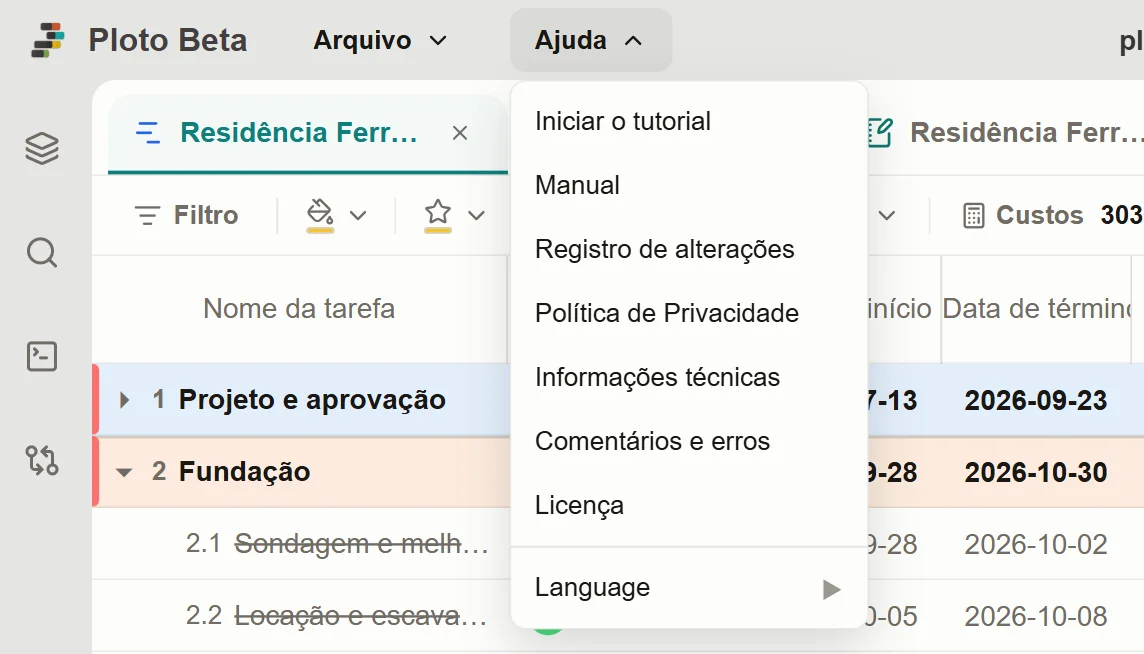 Ploto Beta
Arquivo
Ajuda
pl
Residência Ferr...
Residência Ferr...
Filtro
Custos 303
Iniciar o tutorial
Manual
Registro de alterações
Política de Privacidade
Informações técnicas
Comentários e erros
Licença
Language
Nome da tarefa
início
Data de término
1 Projeto e aprovação
7-13
2026-09-23
2 Fundação
9-28
2026-10-30
2.1 Sondagem e melh...
9-28
2026-10-02
2.2 Locação e escava...
0-05
2026-10-08